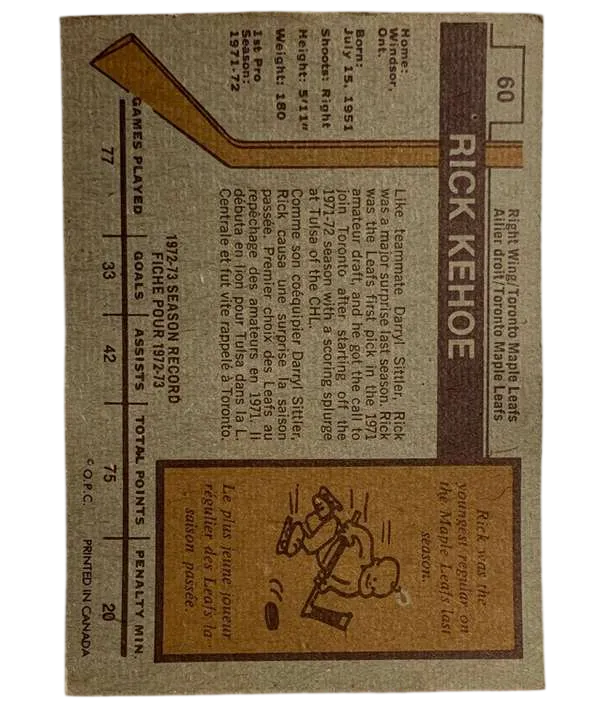 60
Right Wing/Toronto Maple Leafs
Ailier droit/Toronto Maple Leafs
RICK KEHOE
Home:
Windsor,
Ont.
Born:
July 15, 1951
Shoots: Right
Height: 5'11"
Weight: 180
1st Pro
Season:
1971-72
Like teammate Darryl Sittler, Rick
was a major surprise last season. Rick
was the Leafs first pick in the 1971
amateur draft, and he got the call to
join Toronto after starting off the
1971-72 season with a scoring splurge
at Tulsa of the CHL.
Comme son coéquipier Darryl Sittler,
Rick causa une surprise la saison
passée. Premier choix des Leafs au
repêchage des amateurs en 1971. Il
débuta en lion pour Tulsa dans la L.
Centrale et fut vite rappelé à Toronto.
Rick was the
youngest regular on
the Maple Leafs last
season.
Le plus jeune joueur
régulier des Leafs la
saison passée.
1972-73 SEASON RECORD
FICHE POUR 1972-73
GAMES PLAYED GOALS ASSISTS TOTAL POINTS PENALTY MIN.
77 33 42 75 20
© O.P.C. PRINTED IN CANADA